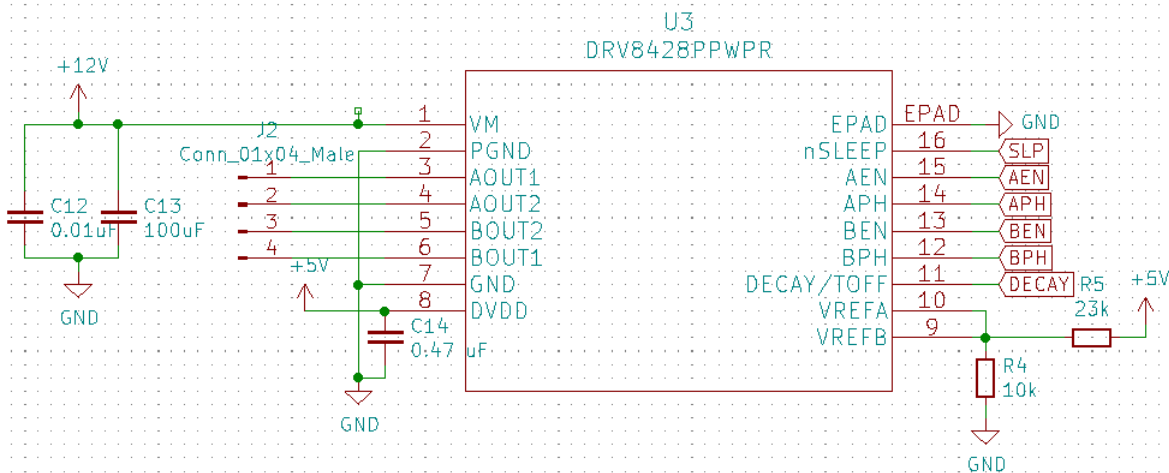 U3
DRV8428PPWPR
+12V
J2
Conn_01x04_Male
1
2
3
4
C12
0.01uF
C13
100uF
GND
+5V
C14
0.47 uF
GND
1 VM
2 PGND
3 AOUT1
4 AOUT2
5 BOUT2
6 BOUT1
7 GND
8 DVDD
EPAD EPAD GND
nSLEEP 16 SLP
AEN 15 AEN
APH 14 APH
BEN 13 BEN
BPH 12 BPH
DECAY/TOFF 11 DECAY
VREFA 10
VREFB 9
R5
23k
+5V
R4
10k
GND